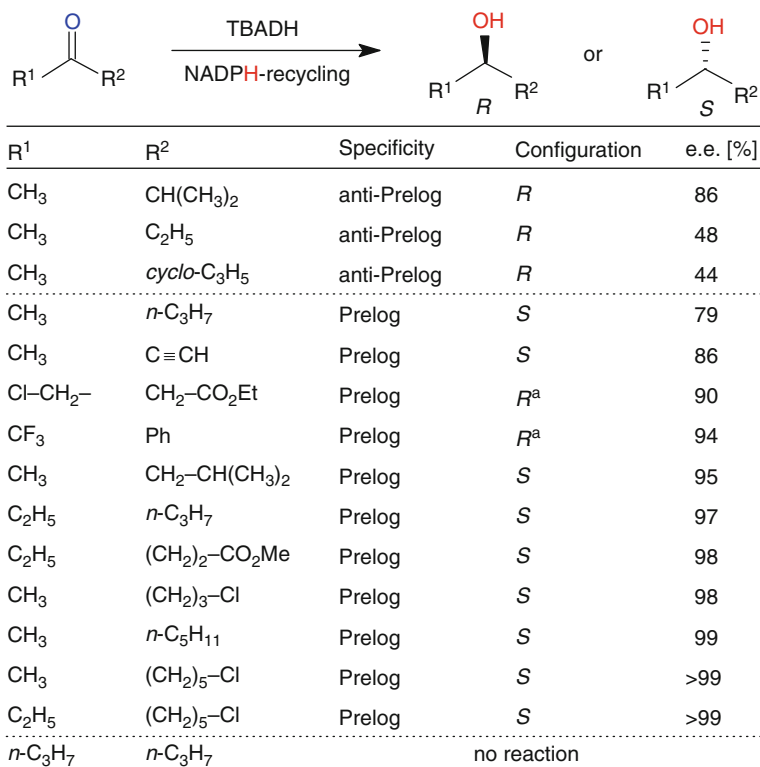 O
TBADH
NADPH-recycling
R¹ R²
OH
R¹ R²
R
or
OH
R¹ R²
S
R¹ R² Specificity Configuration e.e. [%]
CH₃ CH(CH₃)₂ anti-Prelog R 86
CH₃ C₂H₅ anti-Prelog R 48
CH₃ cyclo-C₃H₅ anti-Prelog R 44
CH₃ n-C₃H₇ Prelog S 79
CH₃ C≡CH Prelog S 86
Cl–CH₂– CH₂–CO₂Et Prelog Rᵃ 90
CF₃ Ph Prelog Rᵃ 94
CH₃ CH₂–CH(CH₃)₂ Prelog S 95
C₂H₅ n-C₃H₇ Prelog S 97
C₂H₅ (CH₂)₂–CO₂Me Prelog S 98
CH₃ (CH₂)₃–Cl Prelog S 98
CH₃ n-C₅H₁₁ Prelog S 99
CH₃ (CH₂)₅–Cl Prelog S >99
C₂H₅ (CH₂)₅–Cl Prelog S >99
n-C₃H₇ n-C₃H₇ no reaction